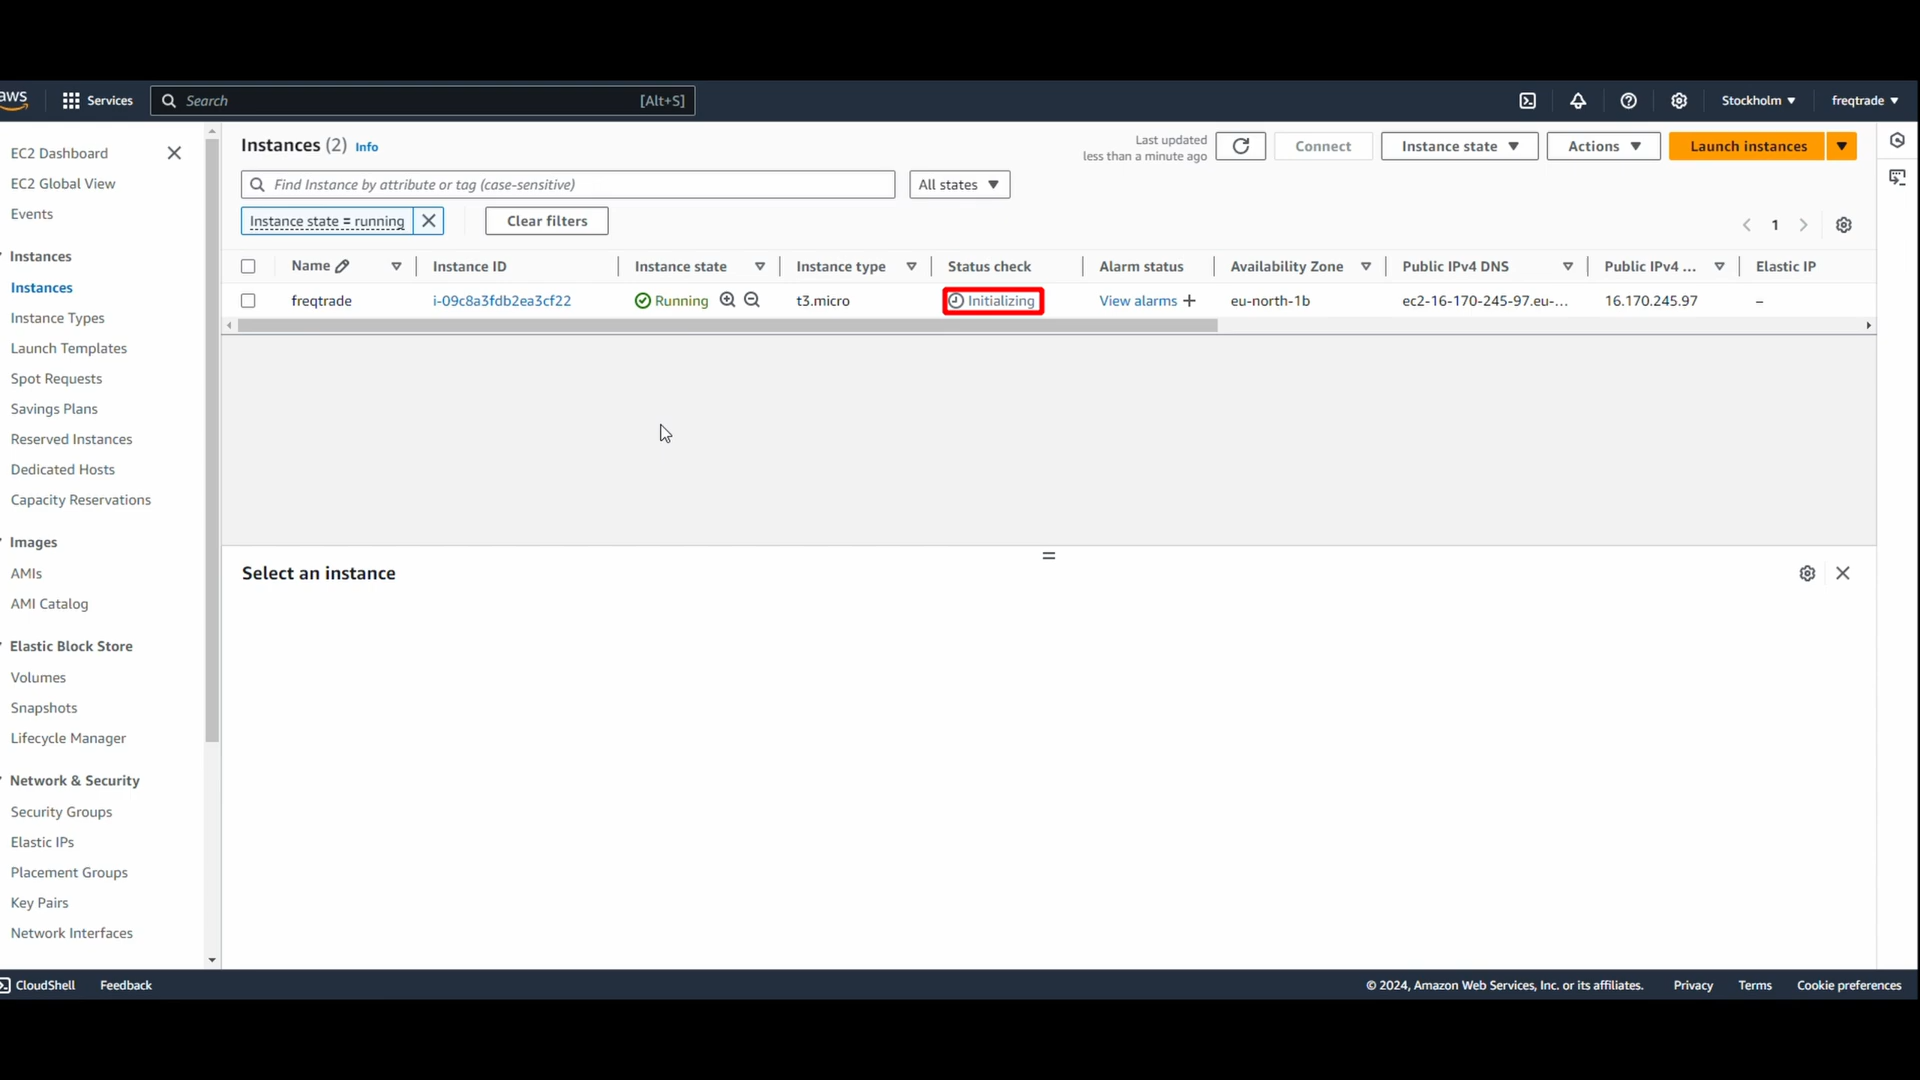 aws
Services
Search
[Alt+S]
Stockholm
freqtrade
EC2 Dashboard
EC2 Global View
Events
Instances
Instances
Instance Types
Launch Templates
Spot Requests
Savings Plans
Reserved Instances
Dedicated Hosts
Capacity Reservations
Images
AMIs
AMI Catalog
Elastic Block Store
Volumes
Snapshots
Lifecycle Manager
Network & Security
Security Groups
Elastic IPs
Placement Groups
Key Pairs
Network Interfaces
Instances (2) Info
Last updated
less than a minute ago
Connect
Instance state
Actions
Launch instances
Find Instance by attribute or tag (case-sensitive)
All states
Instance state = running
Clear filters
1
Name Instance ID Instance state Instance type Status check Alarm status Availability Zone Public IPv4 DNS Public IPv4 ... Elastic IP
freqtrade i-09c8a3fdb2ea3cf22 Running t3.micro Initializing View alarms + eu-north-1b ec2-16-170-245-97.eu-... 16.170.245.97 –
Select an instance
CloudShell
Feedback
© 2024, Amazon Web Services, Inc. or its affiliates.
Privacy
Terms
Cookie preferences